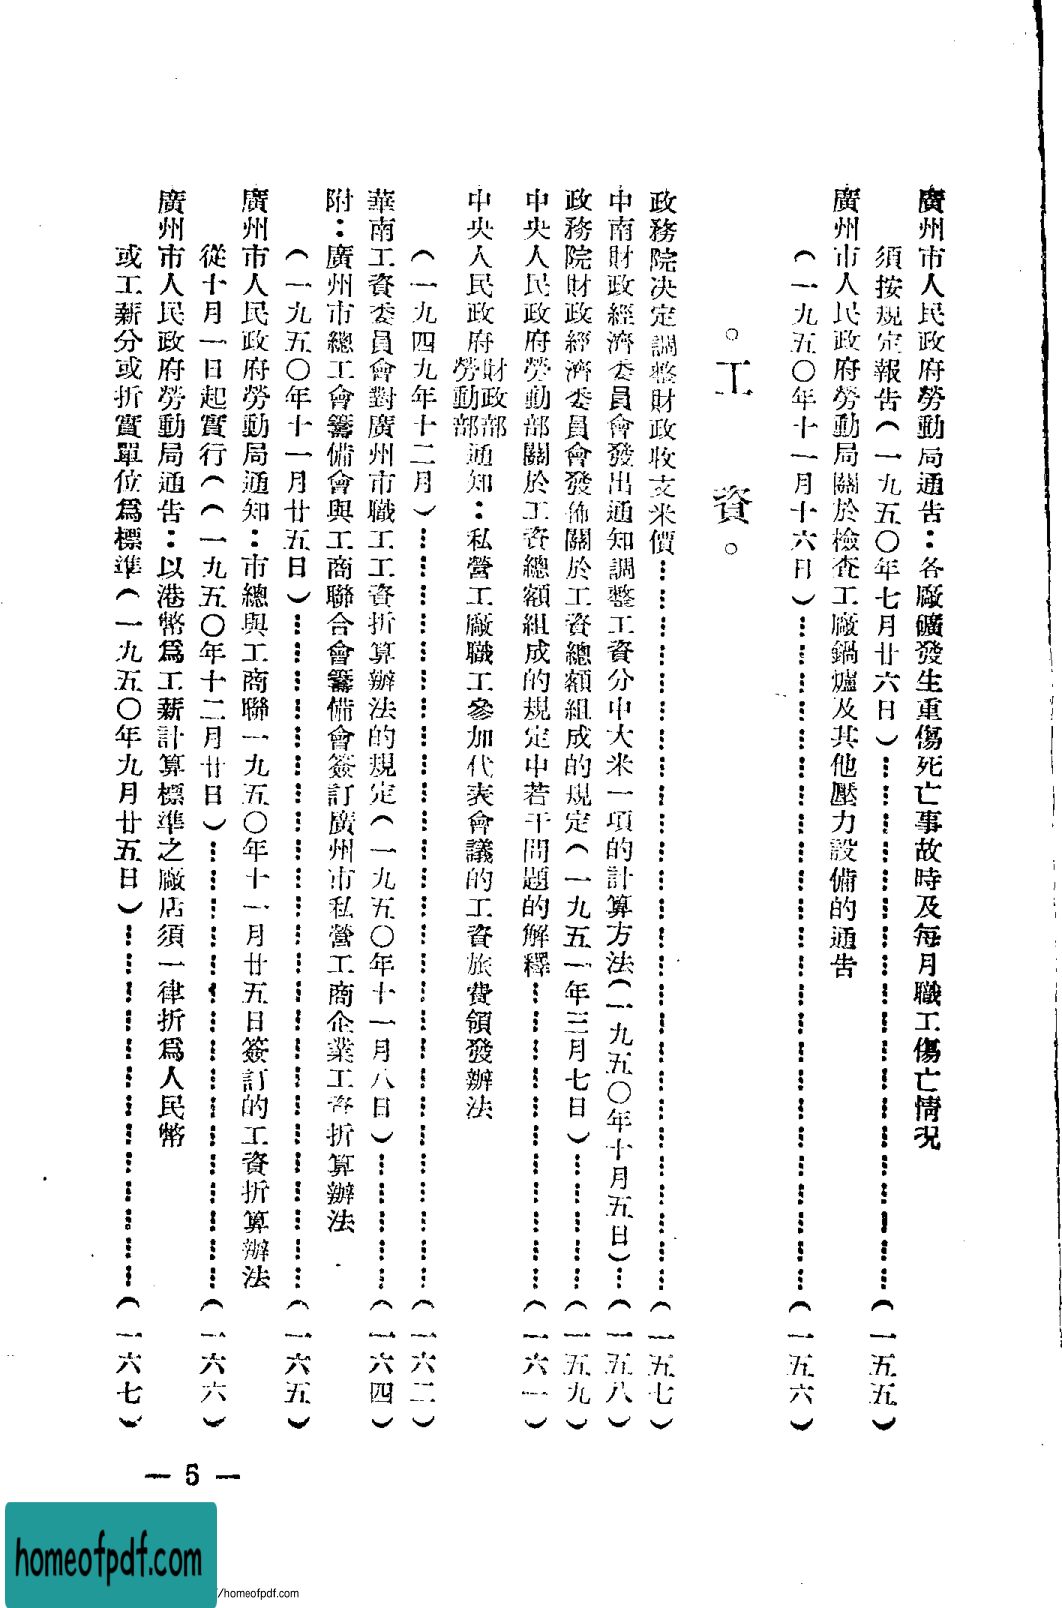 廣州市人民政府勞動局通告：各廠礦發生重傷死亡事故時及每月職工傷亡情況
須按規定報告（一九五〇年七月廿六日）……………………（一五五）
廣州市人民政府勞動局關於檢查工廠鍋爐及其他壓力設備的通告
（一九五〇年十一月十六日）……………………（一五六）
。工　資。
政務院决定調整財政收支米價……………………（一五七）
中南財政經濟委員會發出通知調整工資分中大米一項的計算方法（一九五〇年十月五日）…（一五八）
政務院財政經濟委員會發佈關於工資總額組成的規定（一九五一年三月七日）……………（一五九）
中央人民政府勞動部關於工資總額組成的規定中若干問題的解釋……………………（一六一）
中央人民政府財政部勞動部通知：私營工廠職工參加代表會議的工資旅費領發辦法
（一九四九年十二月）……………………（一六二）
華南工資委員會對廣州市職工工資折算辦法的規定（一九五〇年十一月八日）……………（一六四）
附：廣州市總工會籌備會與工商聯合會籌備會簽訂廣州市私營工商企業工資折算辦法
（一九五〇年十一月廿五日）……………………（一六五）
廣州市人民政府勞動局通知：市總與工商聯一九五〇年十一月廿五日簽訂的工資折算辦法
從十月一日起實行（（一九五〇年十二月廿日）……………………（一六六）
廣州市人民政府勞動局通告：以港幣爲工薪計算標準之廠店須一律折爲人民幣
或工薪分或折實單位爲標準（一九五〇年九月廿五日）……………………（一六七）
— 5 —
homeofpdf.com
/homeofpdf.com